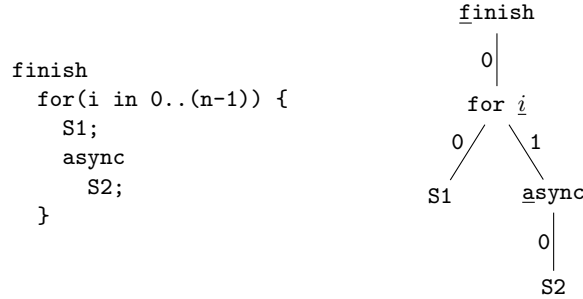 finish
for(i in 0..(n-1)) {
S1;
async
S2;
}
finish
0
for i
0 1
S1 async
0
S2